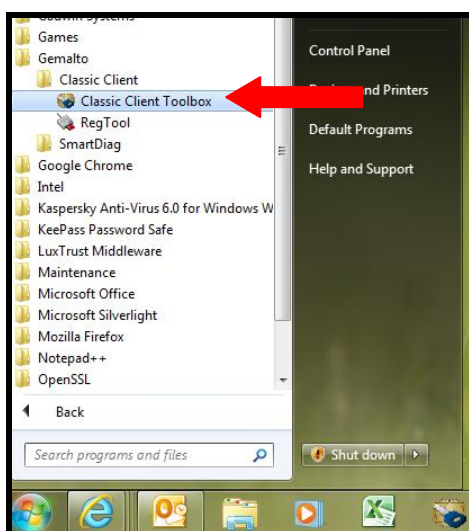 Games
Gemalto
Classic Client
Classic Client Toolbox
RegTool
SmartDiag
Google Chrome
Intel
Kaspersky Anti-Virus 6.0 for Windows W
KeePass Password Safe
LuxTrust Middleware
Maintenance
Microsoft Office
Microsoft Silverlight
Mozilla Firefox
Notepad++
OpenSSL
Back
Search programs and files
Control Panel
and Printers
Default Programs
Help and Support
Shut down